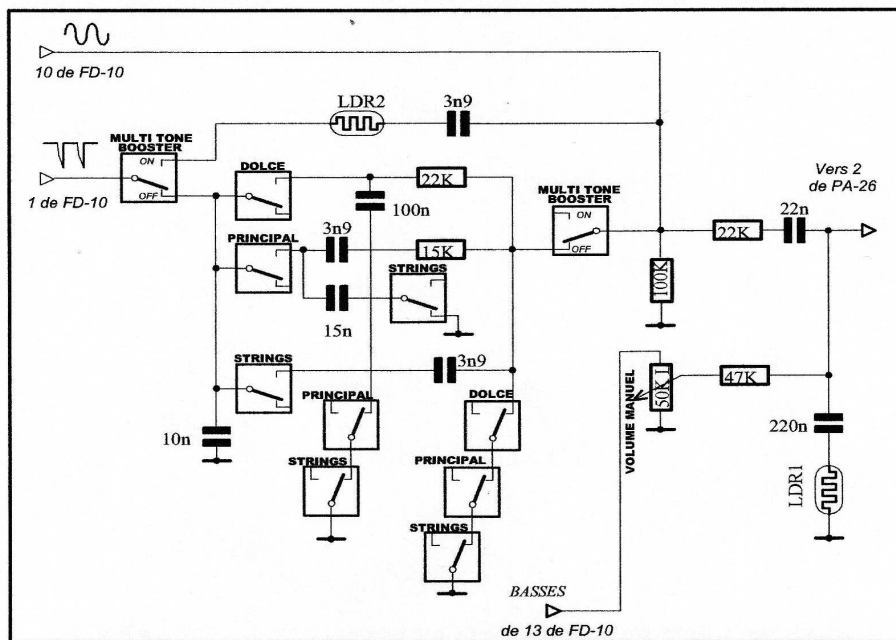 10 de FD-10
LDR2
3n9
MULTI TONE
BOOSTER
ON
OFF
1 de FD-10
DOLCE
22K
100n
MULTI TONE
BOOSTER
ON
OFF
Vers 2
de PA-26
22n
22K
PRINCIPAL
3n9
15K
STRINGS
15n
100K
STRINGS
3n9
10n
PRINCIPAL
STRINGS
DOLCE
PRINCIPAL
STRINGS
VOLUME MANUEL
50K L
47K
220n
LDR1
BASSES
de 13 de FD-10